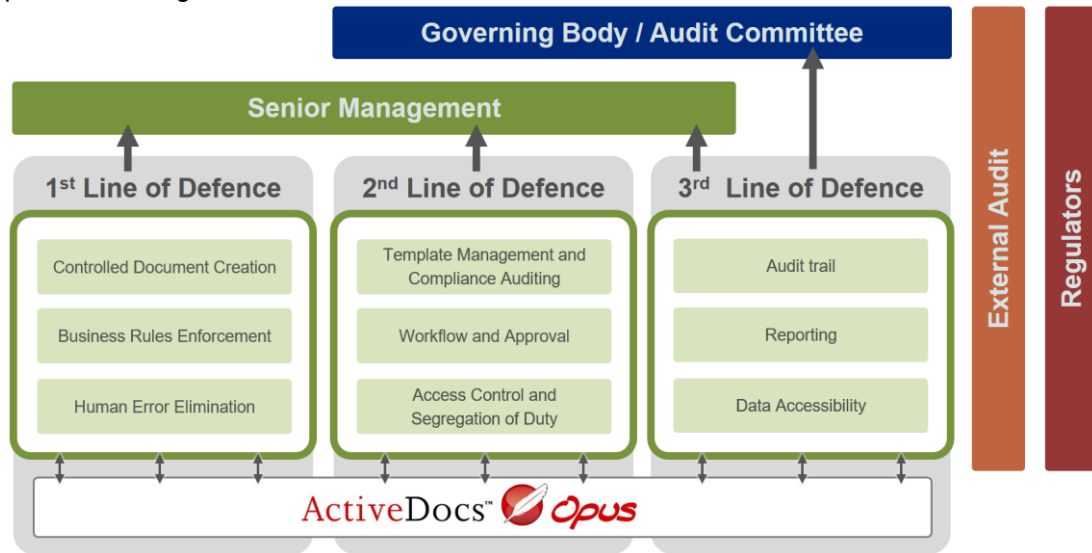 Governing Body / Audit Committee
Senior Management
1st Line of Defence
Controlled Document Creation
Business Rules Enforcement
Human Error Elimination
2nd Line of Defence
Template Management and
Compliance Auditing
Workflow and Approval
Access Control and
Segregation of Duty
3rd Line of Defence
Audit trail
Reporting
Data Accessibility
ActiveDocs™ Opus
External Audit
Regulators